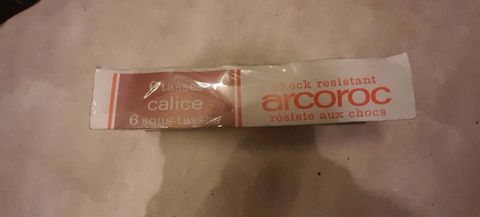 6 tasses
calice
6 sous-tasses
shock resistant
arcoroc
résiste aux chocs